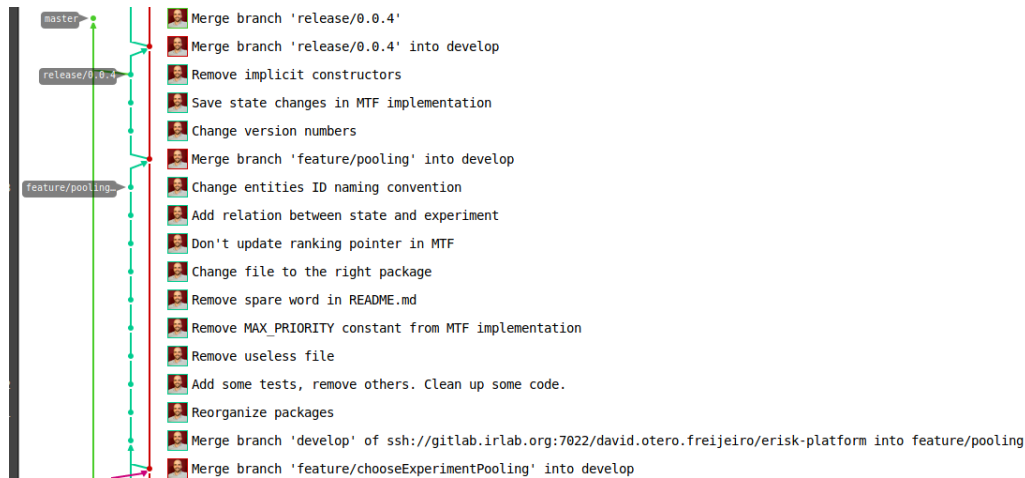 master Merge branch 'release/0.0.4'
Merge branch 'release/0.0.4' into develop
release/0.0.4 Remove implicit constructors
Save state changes in MTF implementation
Change version numbers
Merge branch 'feature/pooling' into develop
feature/pooling… Change entities ID naming convention
Add relation between state and experiment
Don't update ranking pointer in MTF
Change file to the right package
Remove spare word in README.md
Remove MAX_PRIORITY constant from MTF implementation
Remove useless file
Add some tests, remove others. Clean up some code.
Reorganize packages
Merge branch 'develop' of ssh://gitlab.irlab.org:7022/david.otero.freijeiro/erisk-platform into feature/pooling
Merge branch 'feature/chooseExperimentPooling' into develop